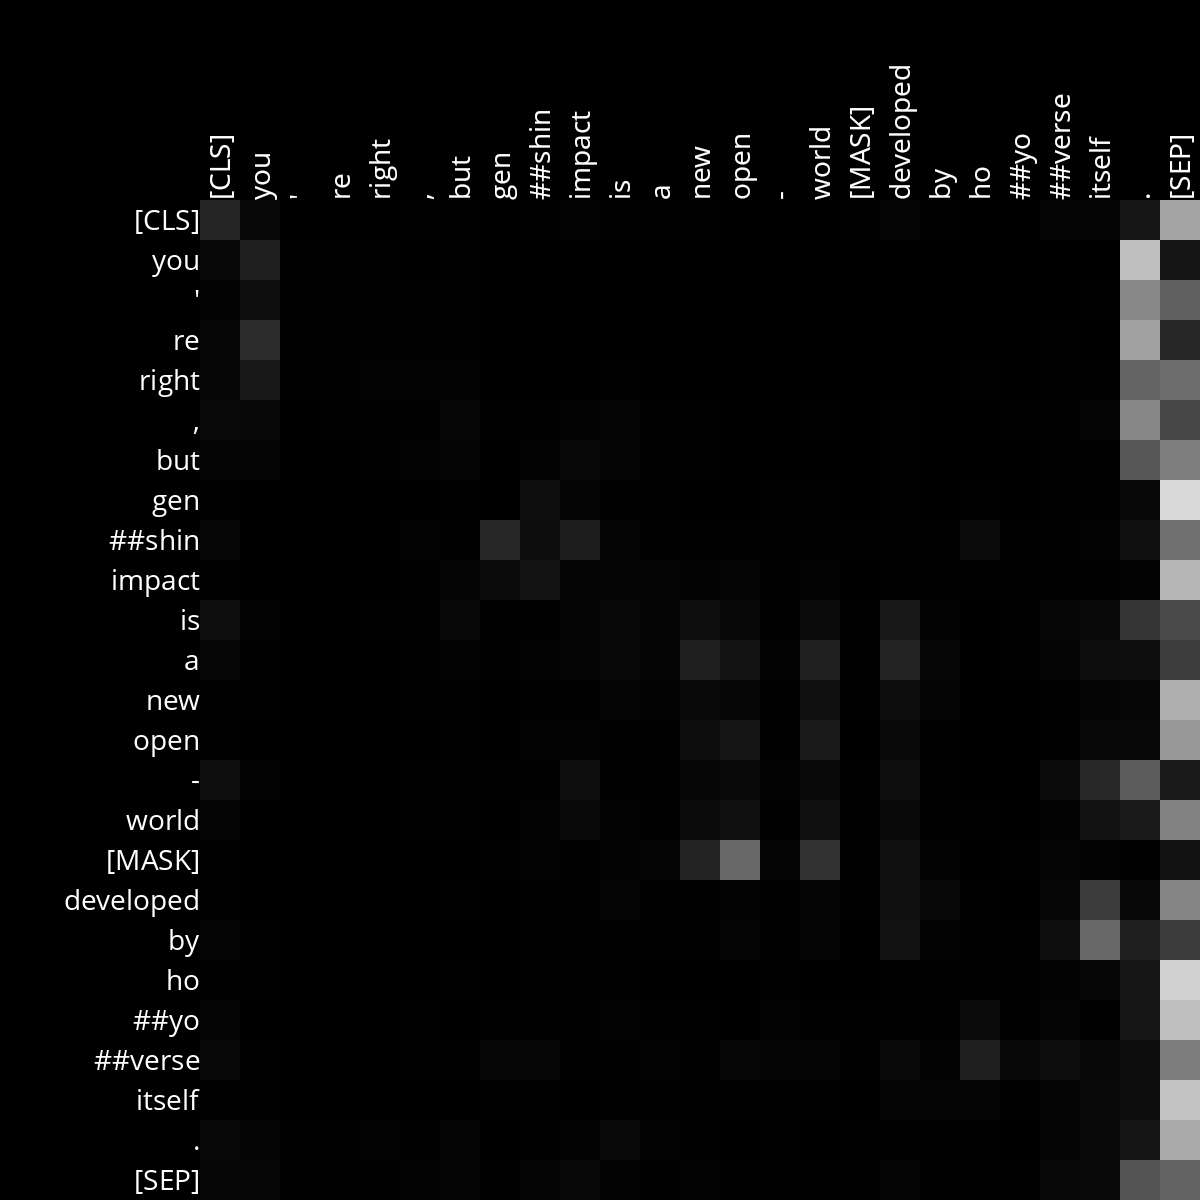 [CLS] you ' re right , but gen ##shin impact is a new open - world [MASK] developed by ho ##yo ##verse itself . [SEP]
[CLS]
you
'
re
right
,
but
gen
##shin
impact
is
a
new
open
-
world
[MASK]
developed
by
ho
##yo
##verse
itself
.
[SEP]